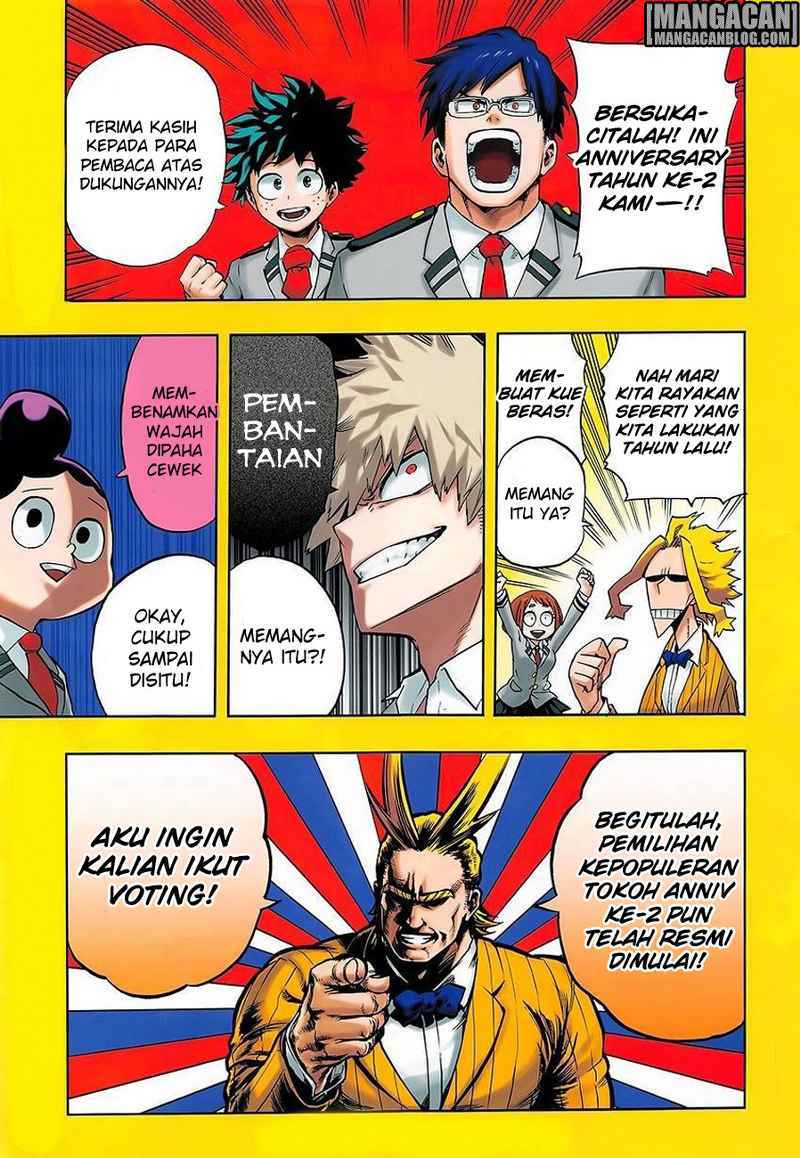 [MANGACAN]
[MANGACANBLOG.COM]
BERSUKA-
CITALAH! INI
ANNIVERSARY
TAHUN KE-2
KAMI—!!
TERIMA KASIH
KEPADA PARA
PEMBACA ATAS
DUKUNGANNYA!
NAH MARI
KITA RAYAKAN
SEPERTI YANG
KITA LAKUKAN
TAHUN LALU!
MEM-
BUAT KUE
BERAS!
MEMANG
ITU YA?
PEM-
BAN-
TAIAN
MEMANG-
NYA ITU?!
MEM-
BENAMKAN
WAJAH
DIPAHA
CEWEK
OKAY,
CUKUP
SAMPAI
DISITU!
BEGITULAH,
PEMILIHAN
KEPOPULERAN
TOKOH ANNIV
KE-2 PUN
TELAH RESMI
DIMULAI!
AKU INGIN
KALIAN IKUT
VOTING!